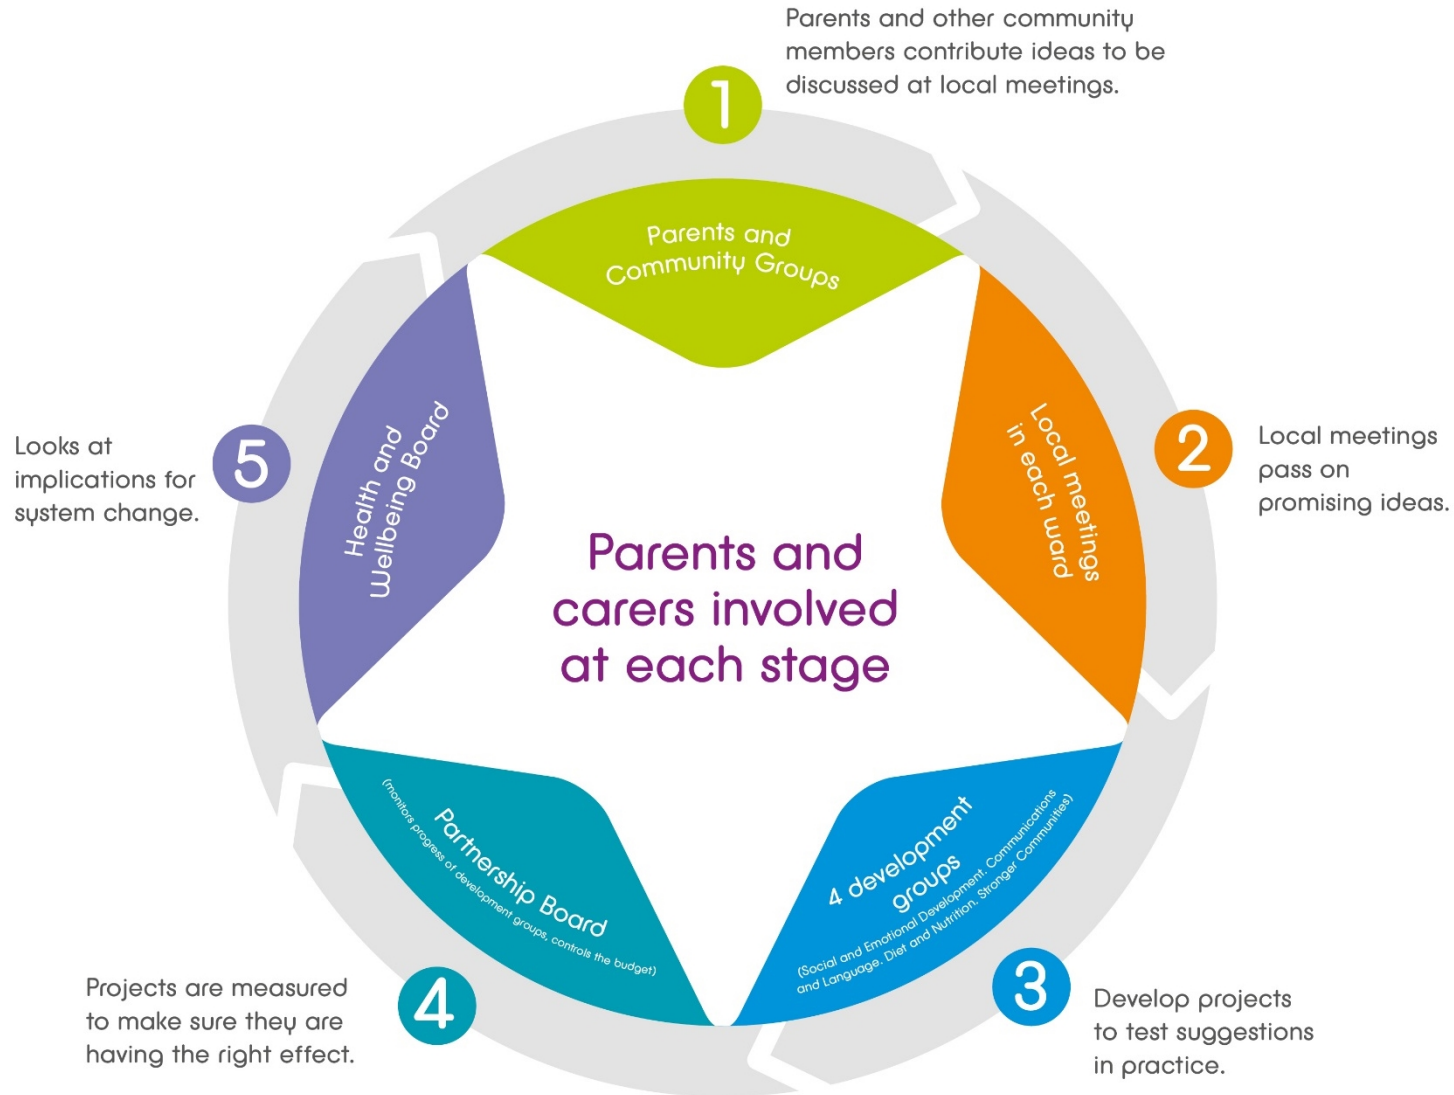 1
Parents and other community
members contribute ideas to be
discussed at local meetings.
Parents and
Community Groups
2
Local meetings
pass on
promising ideas.
Local meetings
in each ward
3
Develop projects
to test suggestions
in practice.
4 development
groups
(Social and Emotional Development. Communications
and Language. Diet and Nutrition. Stronger Communities)
4
Projects are measured
to make sure they are
having the right effect.
Partnership Board
(monitors progress of development groups, controls the budget)
5
Looks at
implications for
system change.
Health and
Wellbeing Board
Parents and
carers involved
at each stage